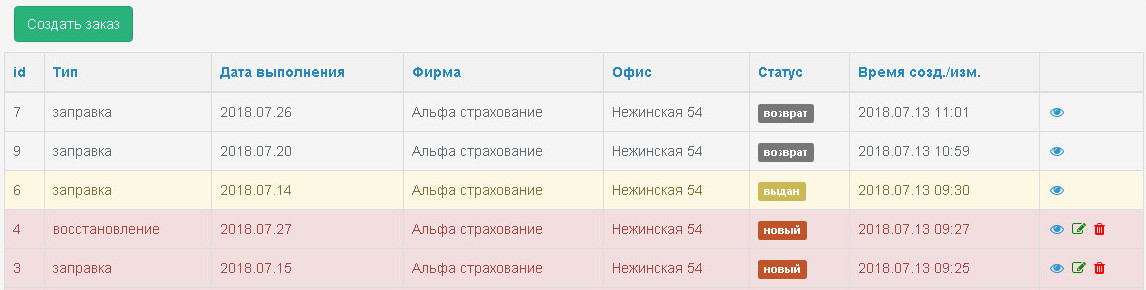 Создать заказ
id Тип Дата выполнения Фирма Офис Статус Время созд./изм.
7 заправка 2018.07.26 Альфа страхование Нежинская 54 возврат 2018.07.13 11:01
9 заправка 2018.07.20 Альфа страхование Нежинская 54 возврат 2018.07.13 10:59
6 заправка 2018.07.14 Альфа страхование Нежинская 54 выдан 2018.07.13 09:30
4 восстановление 2018.07.27 Альфа страхование Нежинская 54 новый 2018.07.13 09:27
3 заправка 2018.07.15 Альфа страхование Нежинская 54 новый 2018.07.13 09:25